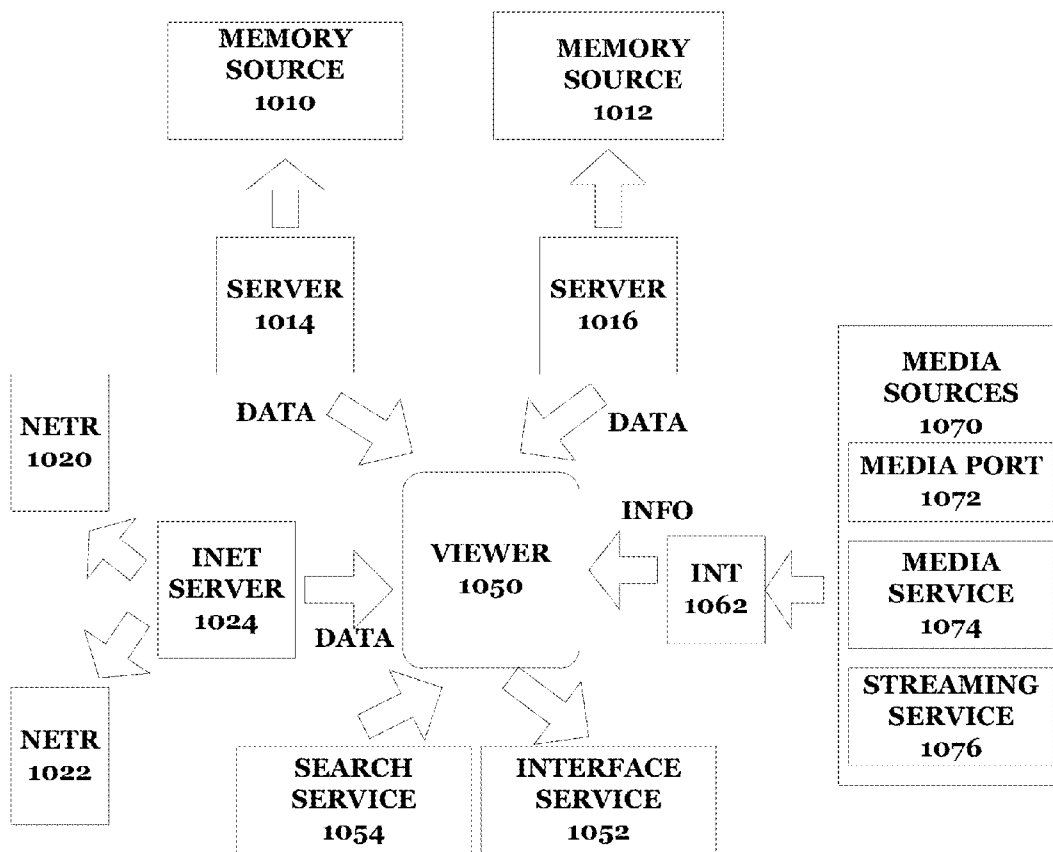 MEMORY
SOURCE
1010
MEMORY
SOURCE
1012
SERVER
1014
SERVER
1016
MEDIA
SOURCES
1070
DATA
DATA
NETR
1020
MEDIA PORT
1072
INFO
INET
SERVER
1024
VIEWER
1050
INT
1062
MEDIA
SERVICE
1074
DATA
STREAMING
SERVICE
1076
NETR
1022
SEARCH
SERVICE
1054
INTERFACE
SERVICE
1052